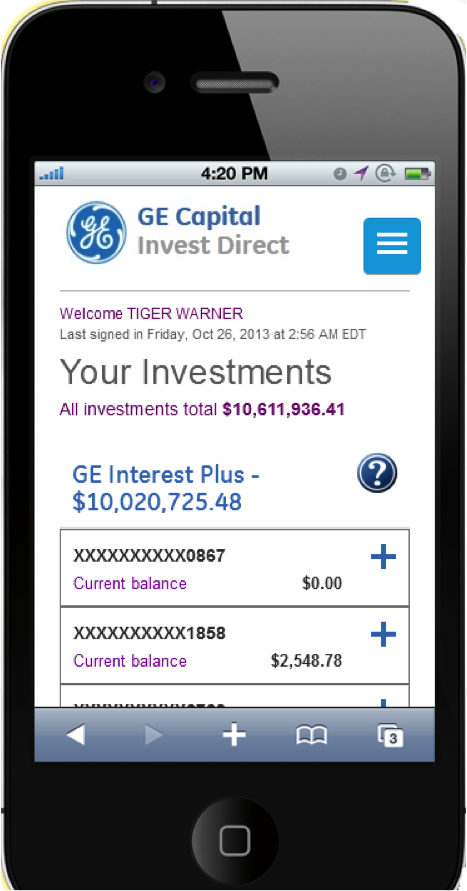 4:20 PM
GE Capital
Invest Direct
Welcome TIGER WARNER
Last signed in Friday, Oct 26, 2013 at 2:56 AM EDT
Your Investments
All investments total $10,611,936.41
GE Interest Plus -
$10,020,725.48
?
XXXXXXXXXX0867
Current balance $0.00
XXXXXXXXXX1858
Current balance $2,548.78
3